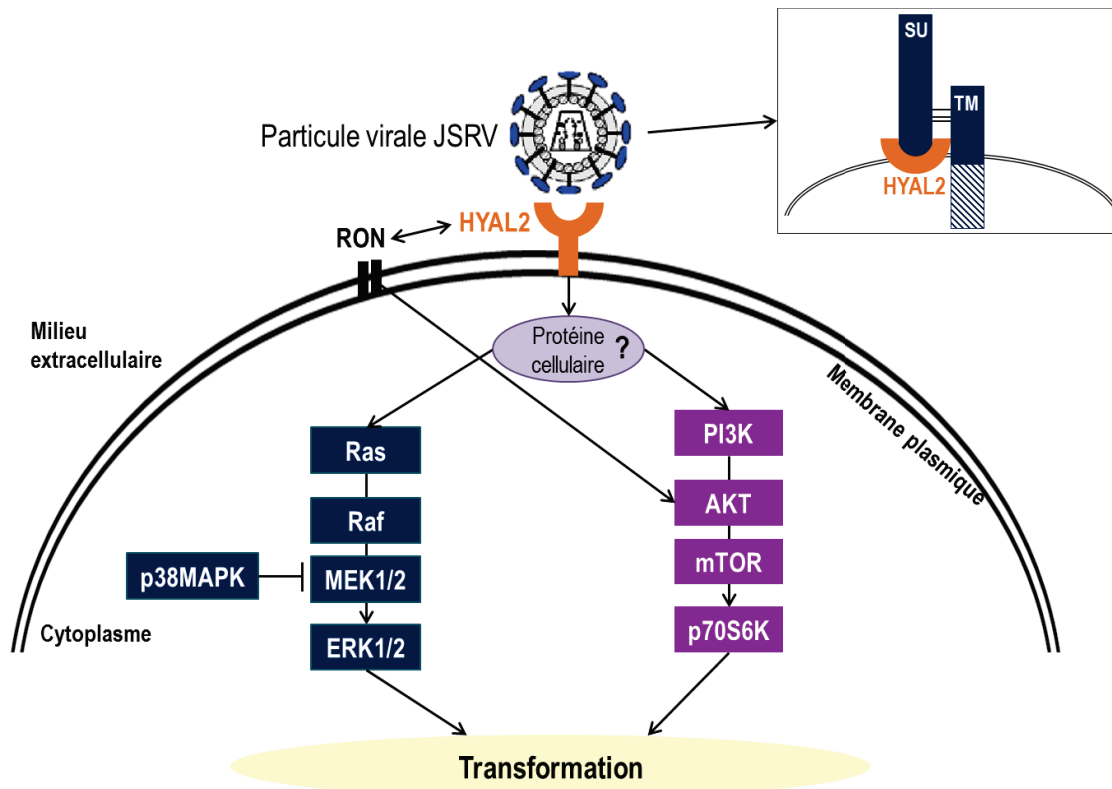 SU
TM
HYAL2
Particule virale JSRV
HYAL2
RON
Milieu
extracellulaire
Protéine
cellulaire ?
Membrane plasmique
Ras
Raf
MEK1/2
ERK1/2
p38MAPK
PI3K
AKT
mTOR
p70S6K
Cytoplasme
Transformation